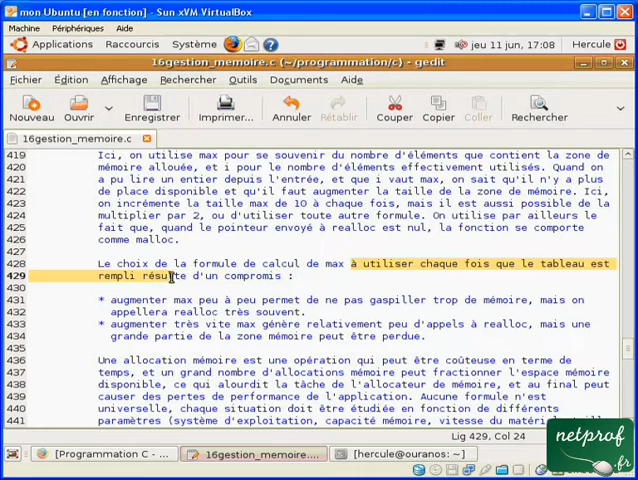 mon Ubuntu [en fonction] - Sun xVM VirtualBox
Machine Périphériques Aide
Applications Raccourcis Système ? jeu 11 jun, 17:08 Hercule
16gestion_memoire.c (~/programmation/c) - gedit
Fichier Édition Affichage Rechercher Outils Documents Aide
Nouveau Ouvrir Enregistrer Imprimer... Annuler Rétablir Couper Copier Coller Rechercher
16gestion_memoire.c
419 Ici, on utilise max pour se souvenir du nombre d'éléments que contient la zone de
420 mémoire allouée, et i pour le nombre d'éléments effectivement utilisés. Quand on
421 a pu lire un entier depuis l'entrée, et que i vaut max, on sait qu'il n'y a plus
422 de place disponible et qu'il faut augmenter la taille de la zone de mémoire. Ici,
423 on incrémente la taille max de 10 à chaque fois, mais il est aussi possible de la
424 multiplier par 2, ou d'utiliser toute autre formule. On utilise par ailleurs le
425 fait que, quand le pointeur envoyé à realloc est nul, la fonction se comporte
426 comme malloc.
427
428 Le choix de la formule de calcul de max à utiliser chaque fois que le tableau est
429 rempli résulte d'un compromis :
430
431 * augmenter max peu à peu permet de ne pas gaspiller trop de mémoire, mais on
432 appellera realloc très souvent.
433 * augmenter très vite max génère relativement peu d'appels à realloc, mais une
434 grande partie de la zone mémoire peut être perdue.
435
436 Une allocation mémoire est une opération qui peut être coûteuse en terme de
437 temps, et un grand nombre d'allocations mémoire peut fractionner l'espace mémoire
438 disponible, ce qui alourdit la tâche de l'allocateur de mémoire, et au final peut
439 causer des pertes de performance de l'application. Aucune formule n'est
440 universelle, chaque situation doit être étudiée en fonction de différents
441 paramètres (système d'exploitation, capacité mémoire, vitesse du matériel
Lig 429, Col 24
[Programmation C - ... 16gestion_memoire.... [hercule@ouranos: ~]
netprof
.fr